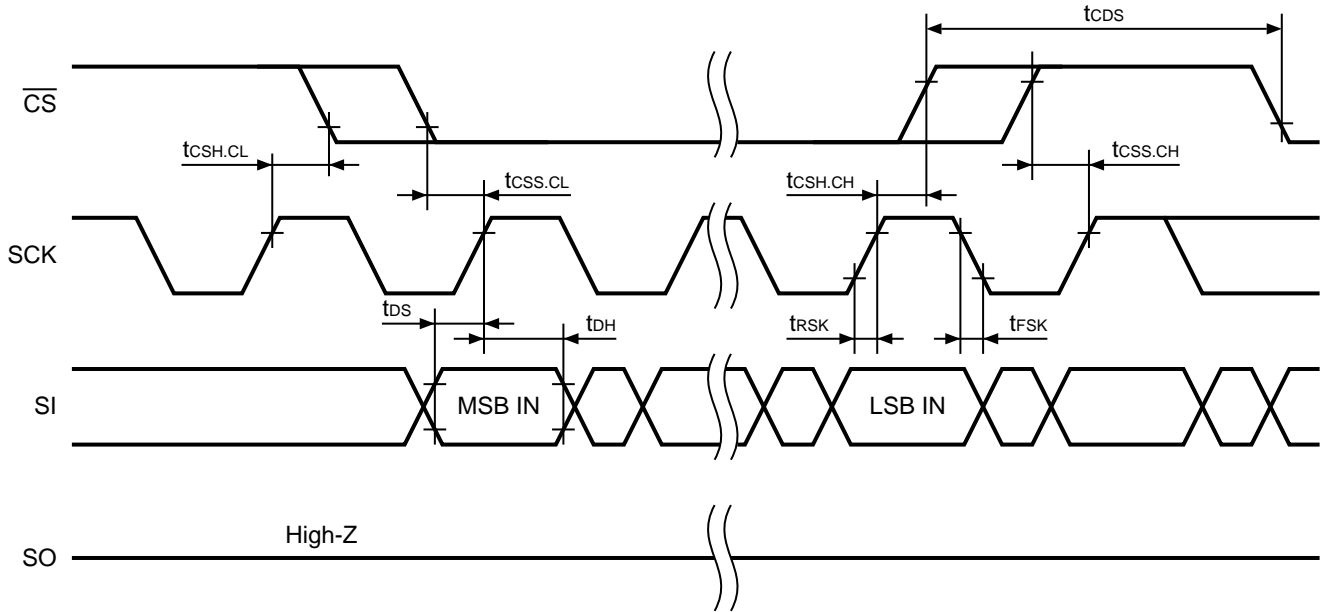 tCDS
CS
tCSH.CL
tCSS.CL
tCSH.CH
tCSS.CH
SCK
tDS
tDH
tRSK
tFSK
SI
MSB IN
LSB IN
High-Z
SO